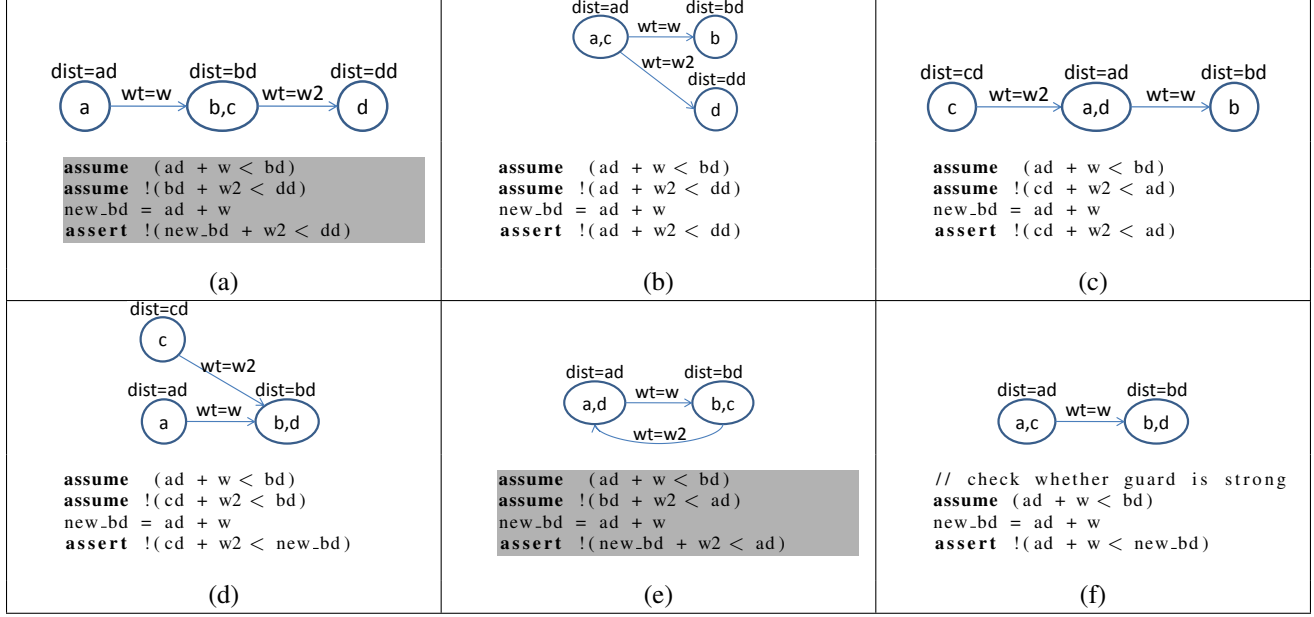 dist=ad dist=bd dist=dd
a wt=w b,c wt=w2 d
assume (ad + w < bd)
assume !(bd + w2 < dd)
new_bd = ad + w
assert !(new_bd + w2 < dd)
(a)
dist=ad dist=bd
a,c wt=w b
wt=w2
dist=dd
d
assume (ad + w < bd)
assume !(ad + w2 < dd)
new_bd = ad + w
assert !(ad + w2 < dd)
(b)
dist=cd dist=ad dist=bd
c wt=w2 a,d wt=w b
assume (ad + w < bd)
assume !(cd + w2 < ad)
new_bd = ad + w
assert !(cd + w2 < ad)
(c)
dist=cd
c
wt=w2
dist=ad dist=bd
a wt=w b,d
assume (ad + w < bd)
assume !(cd + w2 < bd)
new_bd = ad + w
assert !(cd + w2 < new_bd)
(d)
dist=ad dist=bd
a,d wt=w b,c
wt=w2
assume (ad + w < bd)
assume !(bd + w2 < ad)
new_bd = ad + w
assert !(new_bd + w2 < ad)
(e)
dist=ad dist=bd
a,c wt=w b,d
// check whether guard is strong
assume (ad + w < bd)
new_bd = ad + w
assert !(ad + w < new_bd)
(f)